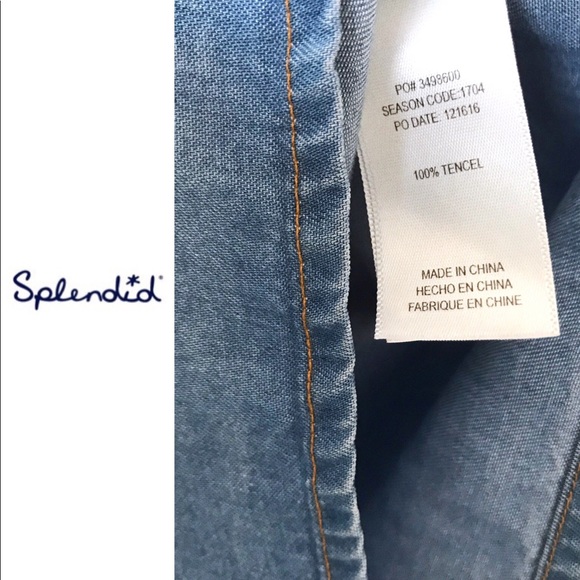 Splend*d
PO# 3498600
SEASON CODE:1704
PO DATE: 121616
100% TENCEL
MADE IN CHINA
HECHO EN CHINA
FABRIQUE EN CHINE